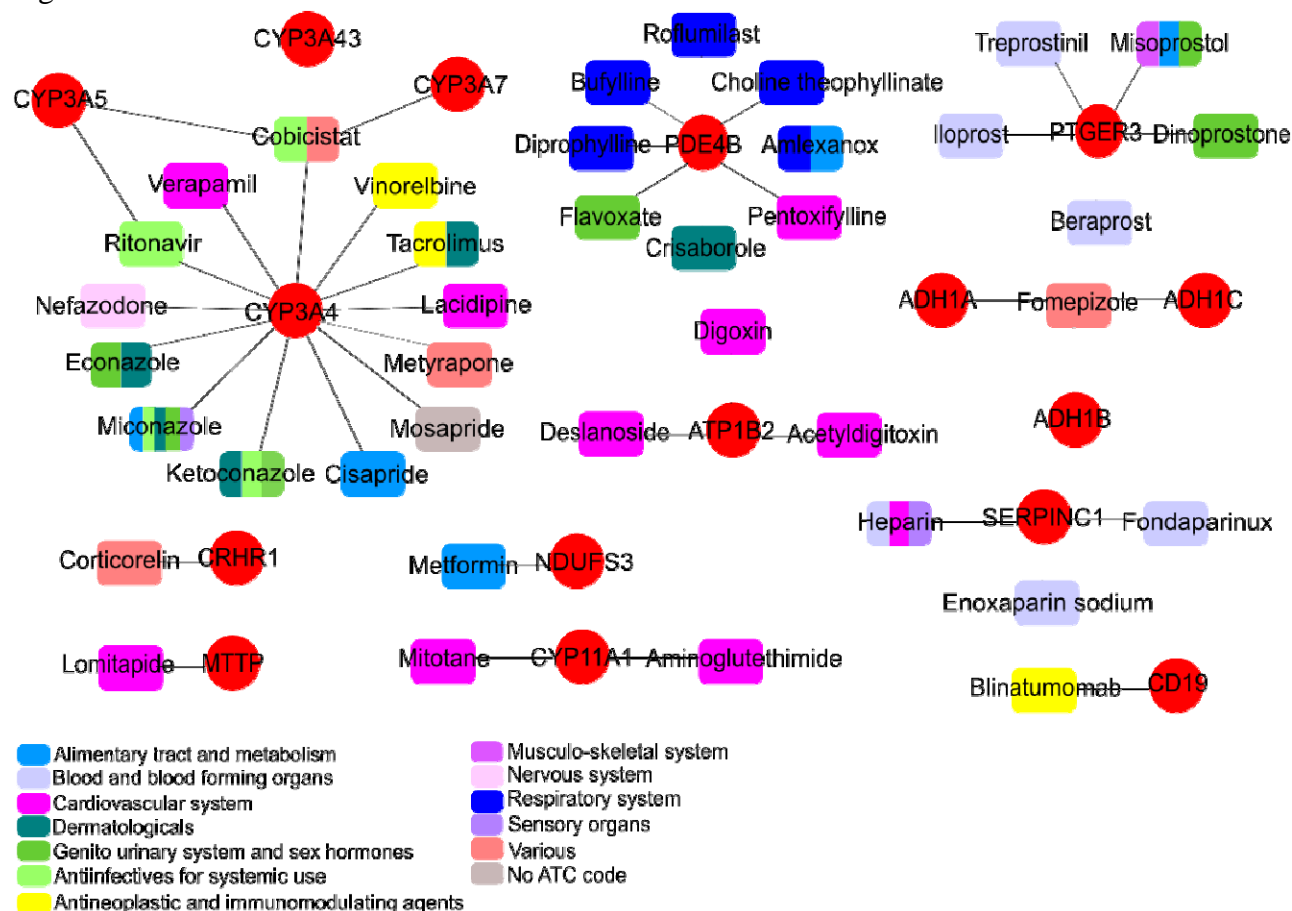 CYP3A43
CYP3A5
CYP3A7
Cobicistat
Verapamil
Vinorelbine
Ritonavir
Tacrolimus
Nefazodone
CYP3A4
Lacidipine
Econazole
Metyrapone
Miconazole
Mosapride
Ketoconazole
Cisapride
Roflumilast
Bufylline
Choline theophyllinate
Diprophylline
PDE4B
Amlexanox
Flavoxate
Pentoxifylline
Crisaborole
Treprostinil
Misoprostol
Iloprost
PTGER3
Dinoprostone
Beraprost
ADH1A
Fomepizole
ADH1C
Digoxin
ADH1B
Deslanoside
ATP1B2
Acetyldigitoxin
Heparin
SERPINC1
Fondaparinux
Enoxaparin sodium
Corticorelin
CRHR1
Metformin
NDUFS3
Lomitapide
MTTP
Mitotane
CYP11A1
Aminoglutethimide
Blinatumomab
CD19
Alimentary tract and metabolism
Blood and blood forming organs
Cardiovascular system
Dermatologicals
Genito urinary system and sex hormones
Antiinfectives for systemic use
Antineoplastic and immunomodulating agents
Musculo-skeletal system
Nervous system
Respiratory system
Sensory organs
Various
No ATC code